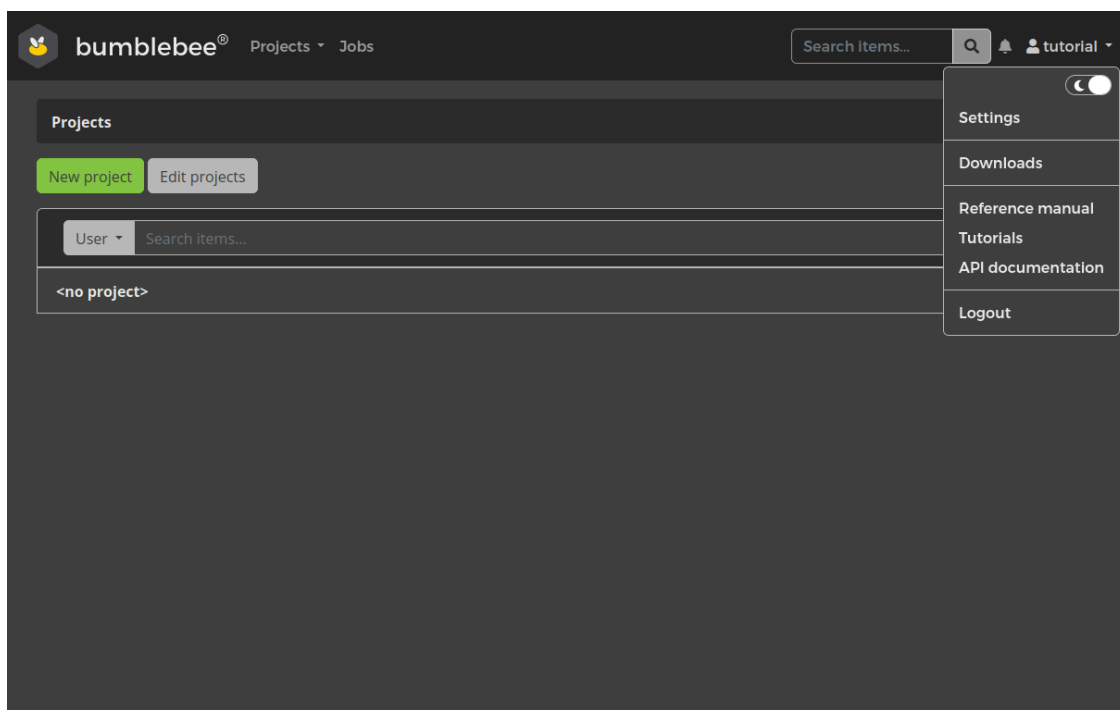 bumblebee® Projects Jobs Search items... tutorial
Settings
Projects
Downloads
New project Edit projects
Reference manual
User Search items...
Tutorials
API documentation
<no project>
Logout